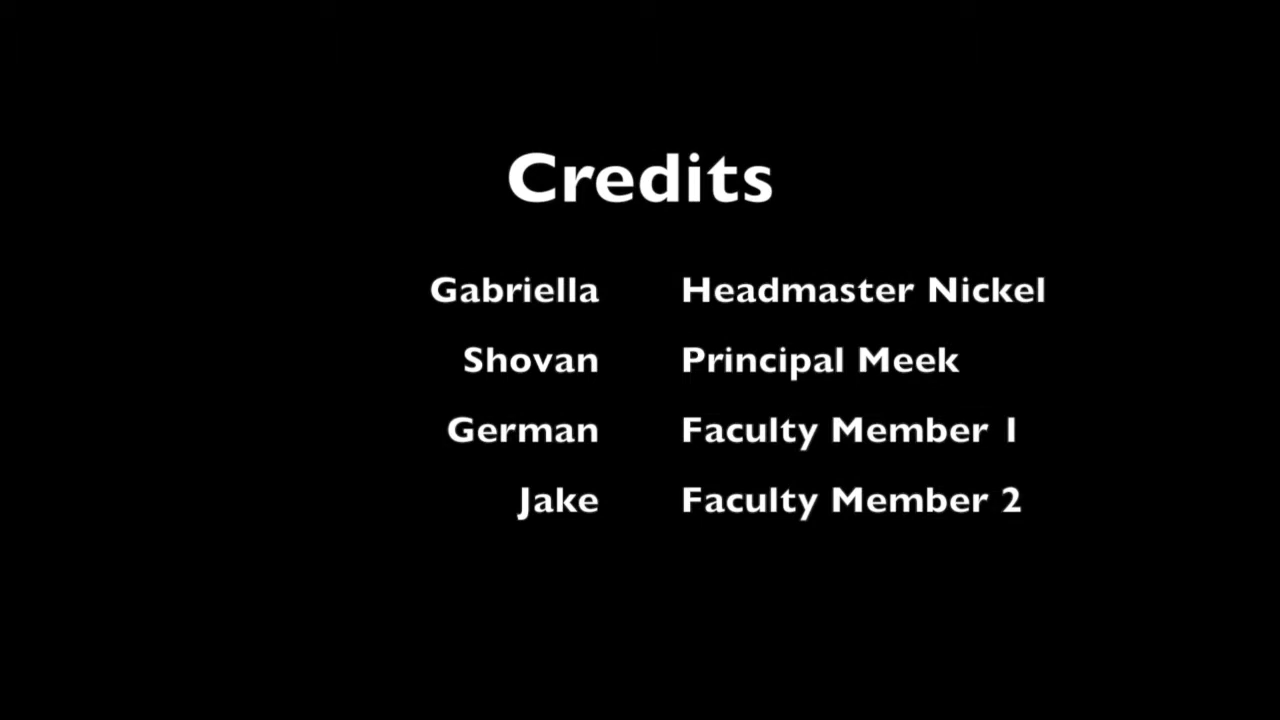 Credits
Gabriella Headmaster Nickel
Shovan Principal Meek
German Faculty Member 1
Jake Faculty Member 2